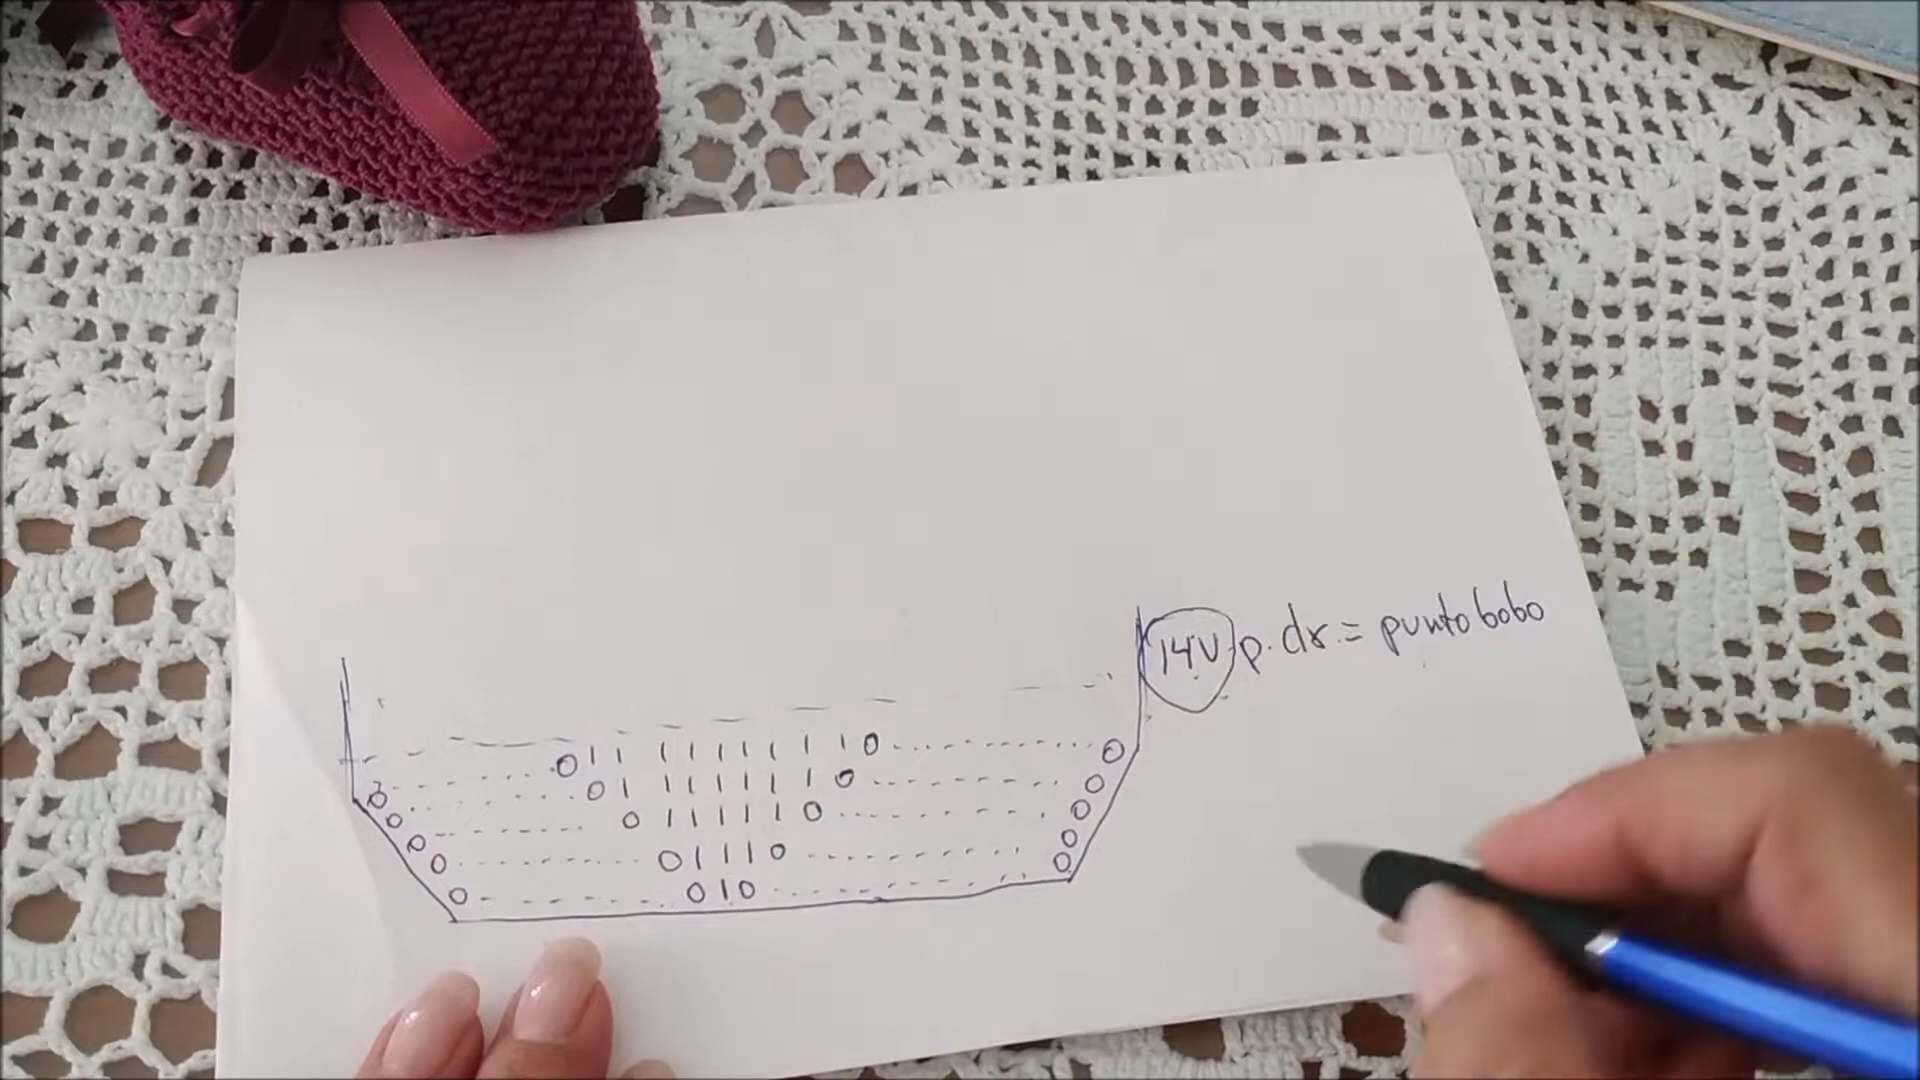 14V p. dr. = punto bobo
O I I I I I I I I I O O
O I I I I I I I O O
O O I I I I I O O
O O I I I O O
O O I O